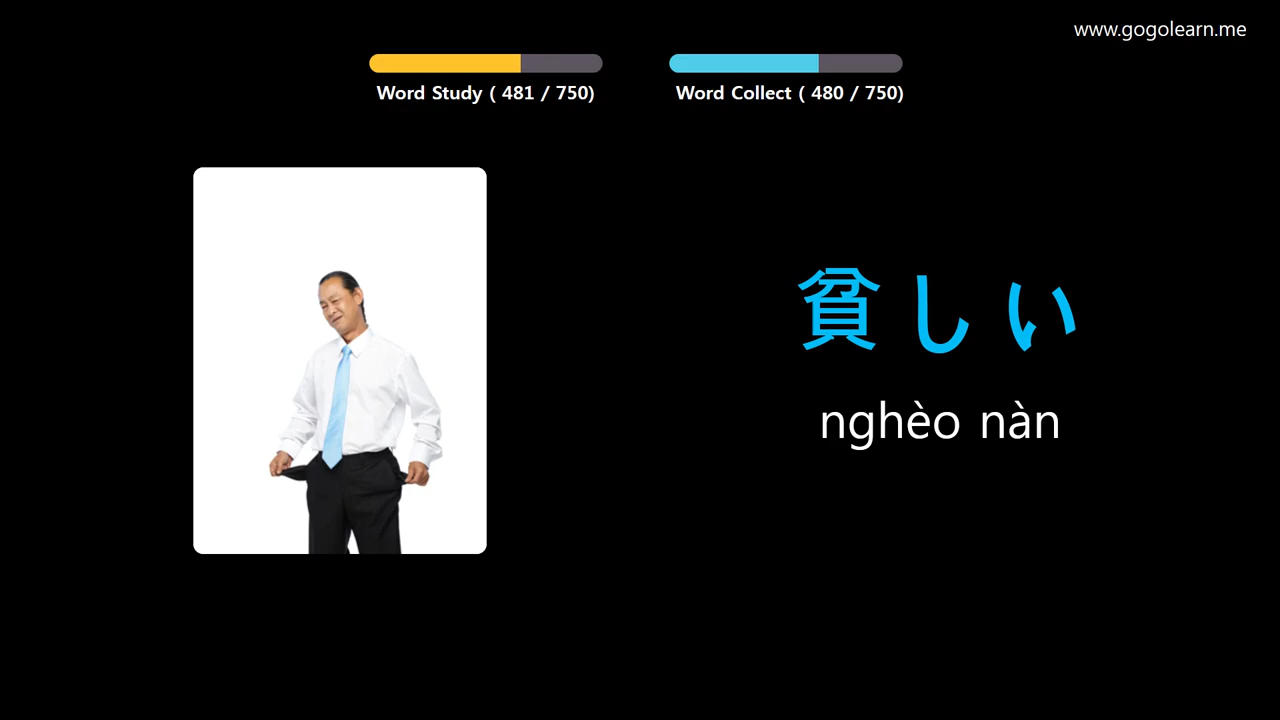 www.gogolearn.me
Word Study ( 481 / 750)
Word Collect ( 480 / 750)
貧しい
nghèo nàn